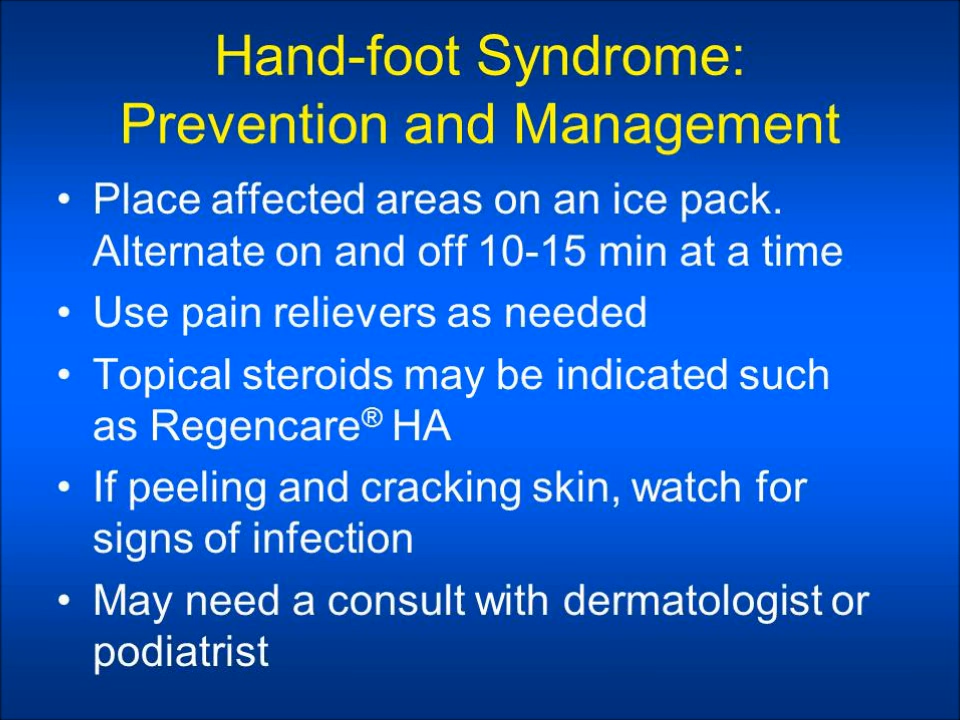 Hand-foot Syndrome:
Prevention and Management
• Place affected areas on an ice pack.
Alternate on and off 10-15 min at a time
• Use pain relievers as needed
• Topical steroids may be indicated such
as Regencare® HA
• If peeling and cracking skin, watch for
signs of infection
• May need a consult with dermatologist or
podiatrist